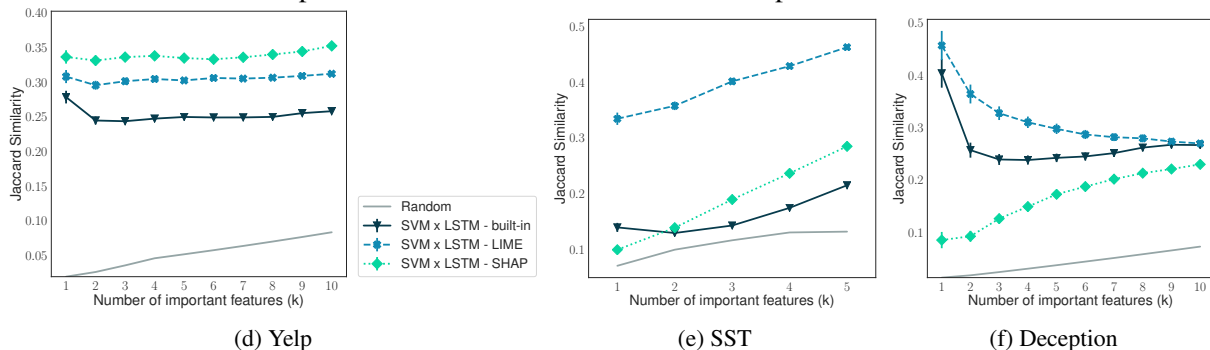 0.40
0.35
0.30
0.25
0.20
0.15
0.10
0.05
Jaccard Similarity
1 2 3 4 5 6 7 8 9 10
Number of important features (k)
Random
SVM x LSTM - built-in
SVM x LSTM - LIME
SVM x LSTM - SHAP
0.5
0.4
0.3
0.2
0.1
Jaccard Similarity
1 2 3 4 5
Number of important features (k)
0.5
0.4
0.3
0.2
0.1
Jaccard Similarity
1 2 3 4 5 6 7 8 9 10
Number of important features (k)
(d) Yelp
(e) SST
(f) Deception